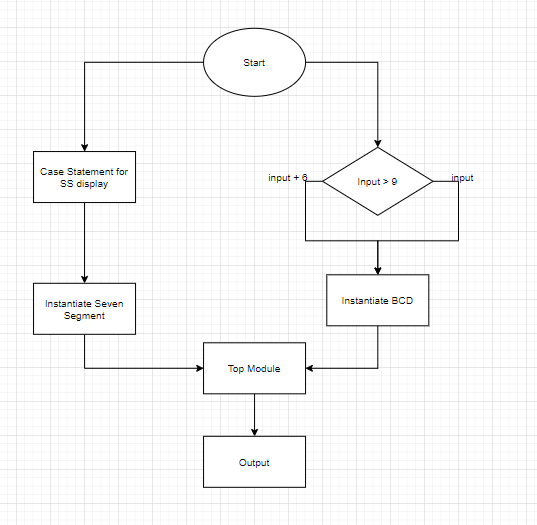 Start
Case Statement for
SS display
input + 6
Input > 9
input
Instantiate Seven
Segment
Instantiate BCD
Top Module
Output